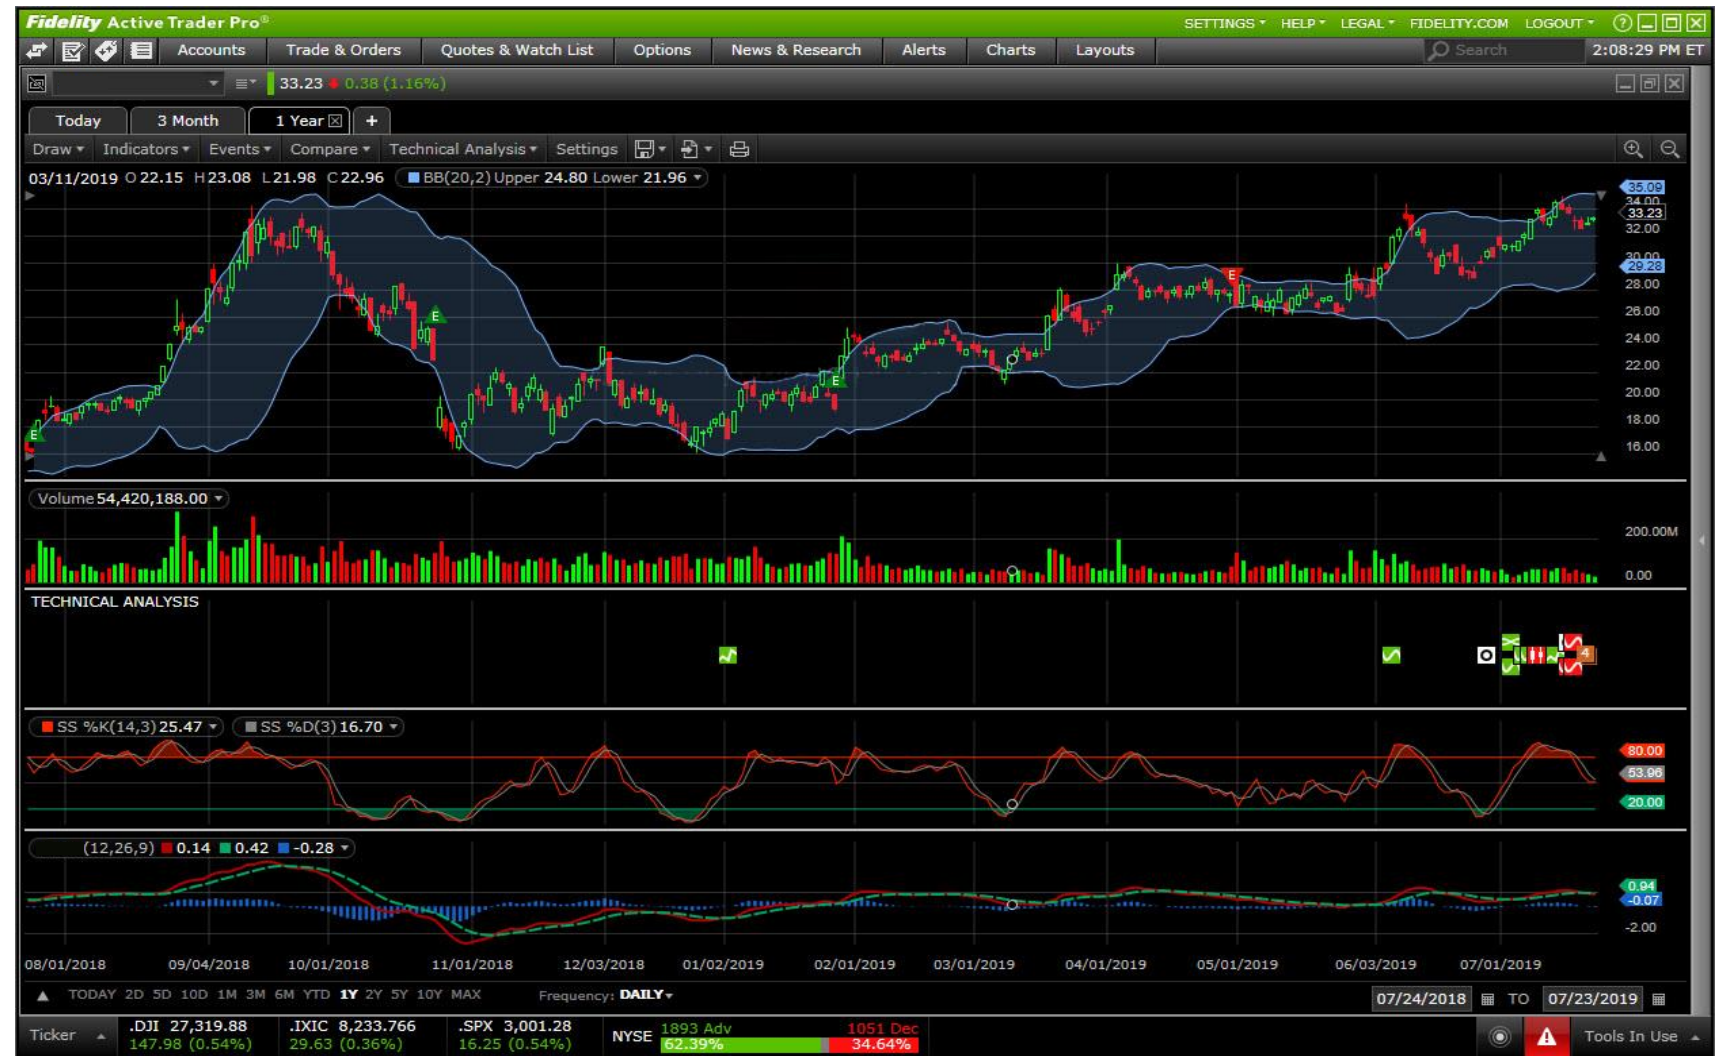 Fidelity Active Trader Pro® SETTINGS HELP LEGAL FIDELITY.COM LOGOUT ?
Accounts Trade & Orders Quotes & Watch List Options News & Research Alerts Charts Layouts Search 2:08:29 PM ET
33.23 0.38 (1.16%)
Today 3 Month 1 Year +
Draw Indicators Events Compare Technical Analysis Settings
03/11/2019 O 22.15 H 23.08 L 21.98 C 22.96 BB(20,2) Upper 24.80 Lower 21.96
35.09
34.00
33.23
32.00
30.00
29.28
28.00
26.00
24.00
22.00
20.00
18.00
16.00
E
E
E
E
Volume 54,420,188.00
200.00M
0.00
TECHNICAL ANALYSIS
4
SS %K(14,3) 25.47 SS %D(3) 16.70
80.00
53.96
20.00
(12,26,9) 0.14 0.42 -0.28
0.94
-0.07
-2.00
08/01/2018 09/04/2018 10/01/2018 11/01/2018 12/03/2018 01/02/2019 02/01/2019 03/01/2019 04/01/2019 05/01/2019 06/03/2019 07/01/2019
TODAY 2D 5D 10D 1M 3M 6M YTD 1Y 2Y 5Y 10Y MAX Frequency: DAILY 07/24/2018 TO 07/23/2019
Ticker .DJI 27,319.88 .IXIC 8,233.766 .SPX 3,001.28 NYSE 1893 Adv 1051 Dec Tools In Use
147.98 (0.54%) 29.63 (0.36%) 16.25 (0.54%) 62.39% 34.64%